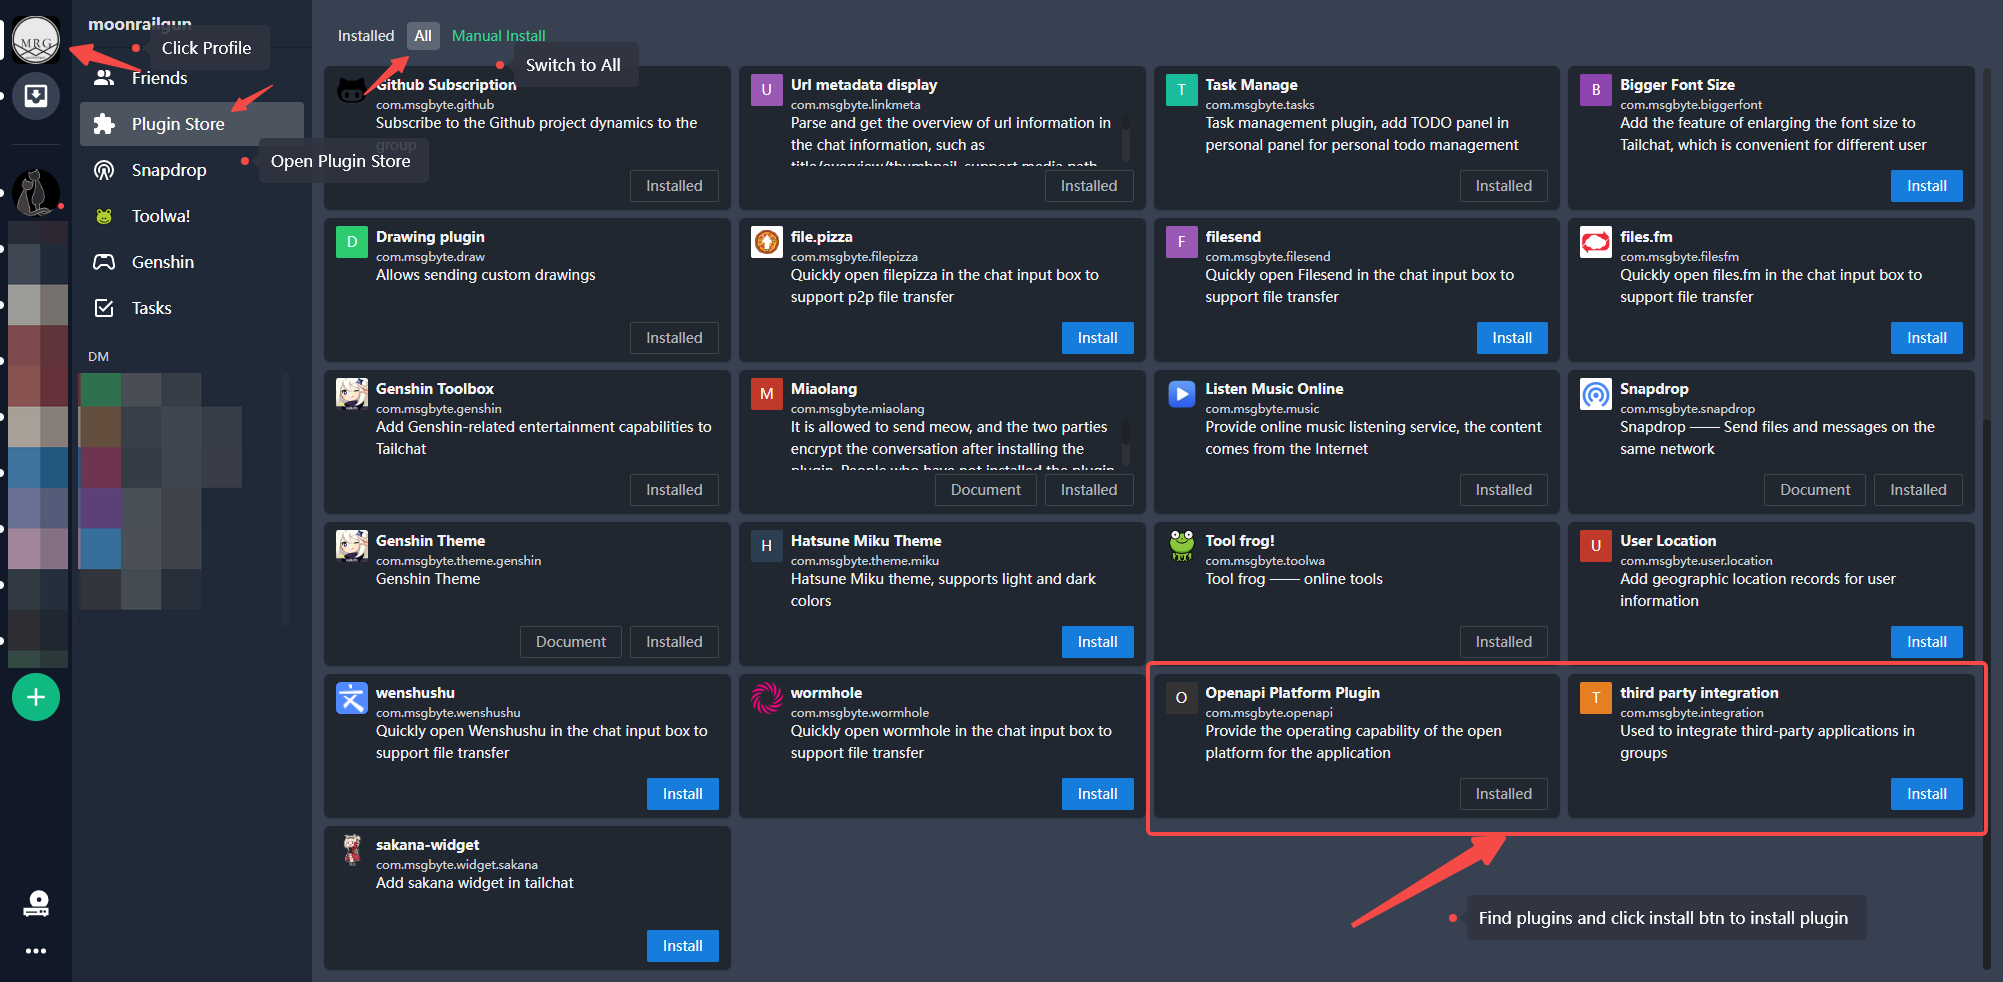 MRG
moonrailgun
Click Profile
Friends
Plugin Store
Open Plugin Store
Snapdrop
Toolwa!
Genshin
Tasks
DM
Installed
All
Manual Install
Switch to All
Github Subscription
com.msgbyte.github
Subscribe to the Github project dynamics to the
group
Installed
U
Url metadata display
com.msgbyte.linkmeta
Parse and get the overview of url information in
the chat information, such as
title/overview/thumbnail, support media path,
Installed
T
Task Manage
com.msgbyte.tasks
Task management plugin, add TODO panel in
personal panel for personal todo management
Installed
B
Bigger Font Size
com.msgbyte.biggerfont
Add the feature of enlarging the font size to
Tailchat, which is convenient for different user
Install
D
Drawing plugin
com.msgbyte.draw
Allows sending custom drawings
Installed
file.pizza
com.msgbyte.filepizza
Quickly open filepizza in the chat input box to
support p2p file transfer
Install
F
filesend
com.msgbyte.filesend
Quickly open Filesend in the chat input box to
support file transfer
Install
files.fm
com.msgbyte.filesfm
Quickly open files.fm in the chat input box to
support file transfer
Install
Genshin Toolbox
com.msgbyte.genshin
Add Genshin-related entertainment capabilities to
Tailchat
Installed
M
Miaolang
com.msgbyte.miaolang
It is allowed to send meow, and the two parties
encrypt the conversation after installing the
plugin. People who have not installed the plugin
Document
Installed
Listen Music Online
com.msgbyte.music
Provide online music listening service, the content
comes from the Internet
Installed
Snapdrop
com.msgbyte.snapdrop
Snapdrop —— Send files and messages on the
same network
Document
Installed
Genshin Theme
com.msgbyte.theme.genshin
Genshin Theme
Document
Installed
H
Hatsune Miku Theme
com.msgbyte.theme.miku
Hatsune Miku theme, supports light and dark
colors
Install
Tool frog!
com.msgbyte.toolwa
Tool frog —— online tools
Installed
U
User Location
com.msgbyte.user.location
Add geographic location records for user
information
Install
文
wenshushu
com.msgbyte.wenshushu
Quickly open Wenshushu in the chat input box to
support file transfer
Install
wormhole
com.msgbyte.wormhole
Quickly open wormhole in the chat input box to
support file transfer
Install
O
Openapi Platform Plugin
com.msgbyte.openapi
Provide the operating capability of the open
platform for the application
Installed
T
third party integration
com.msgbyte.integration
Used to integrate third-party applications in
groups
Install
sakana-widget
com.msgbyte.widget.sakana
Add sakana widget in tailchat
Install
Find plugins and click install btn to install plugin